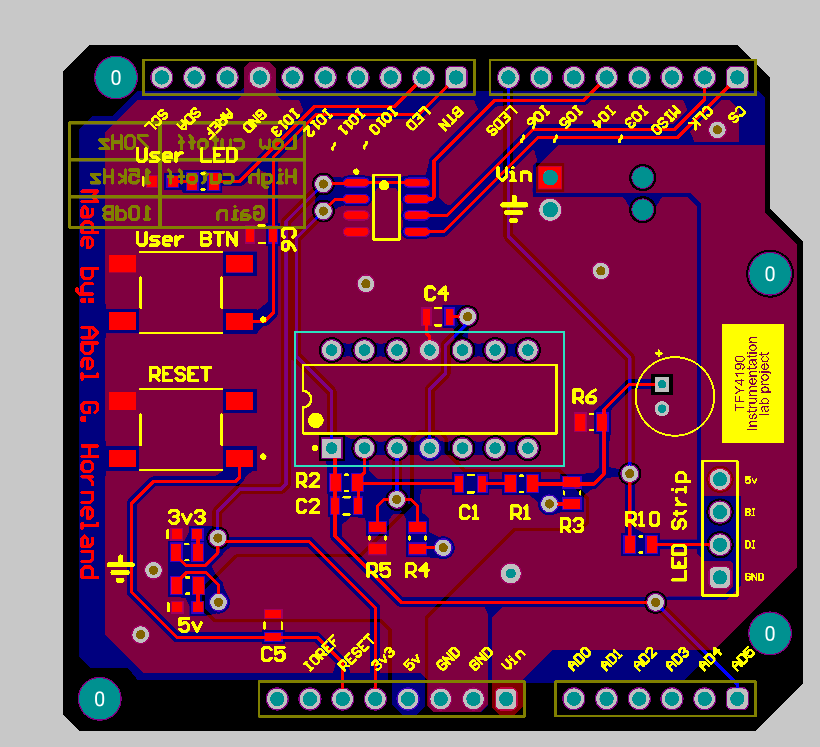 0
SCL
SDA
AREF
GND
IO13
IO12
~ IO11
~ IO10
LED
BTN
LEDS
~ IO6
~ IO5
IO4
~ IO3
MISO
CLK
CS
Low cutoff 70Hz
High cutoff 15kHz
Gain 10dB
User LED
Vin
User BTN
C6
0
C4
Made by: Abel G. Horneland
RESET
+
TFY4190
Instrumentation
lab project
R6
R2
C2
C1
R1
R3
R5
R4
R10
LED Strip
5v
BI
DI
GND
3v3
5v
C5
0
IOREF
RESET
3v3
5v
GND
GND
Vin
AD0
AD1
AD2
AD3
AD4
AD5
0